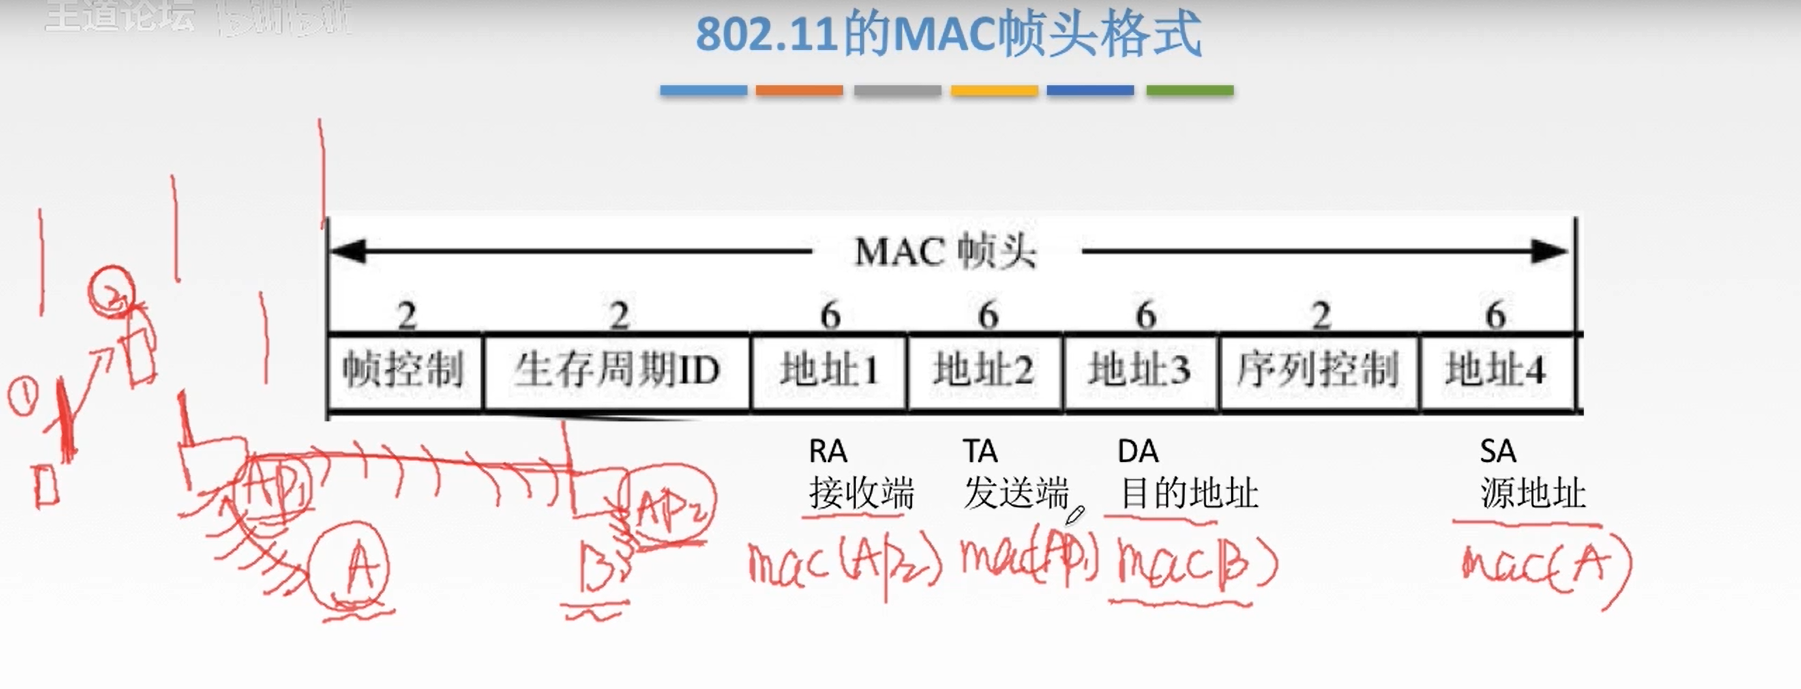 王道论坛 bilibili
802.11的MAC帧头格式
MAC 帧头
2 2 6 6 6 2 6
帧控制 生存周期ID 地址1 地址2 地址3 序列控制 地址4
RA TA DA SA
接收端 发送端 目的地址 源地址
mac(AP2) mac(AP1) mac(B) mac(A)
②
①
AP1 AP2
A B